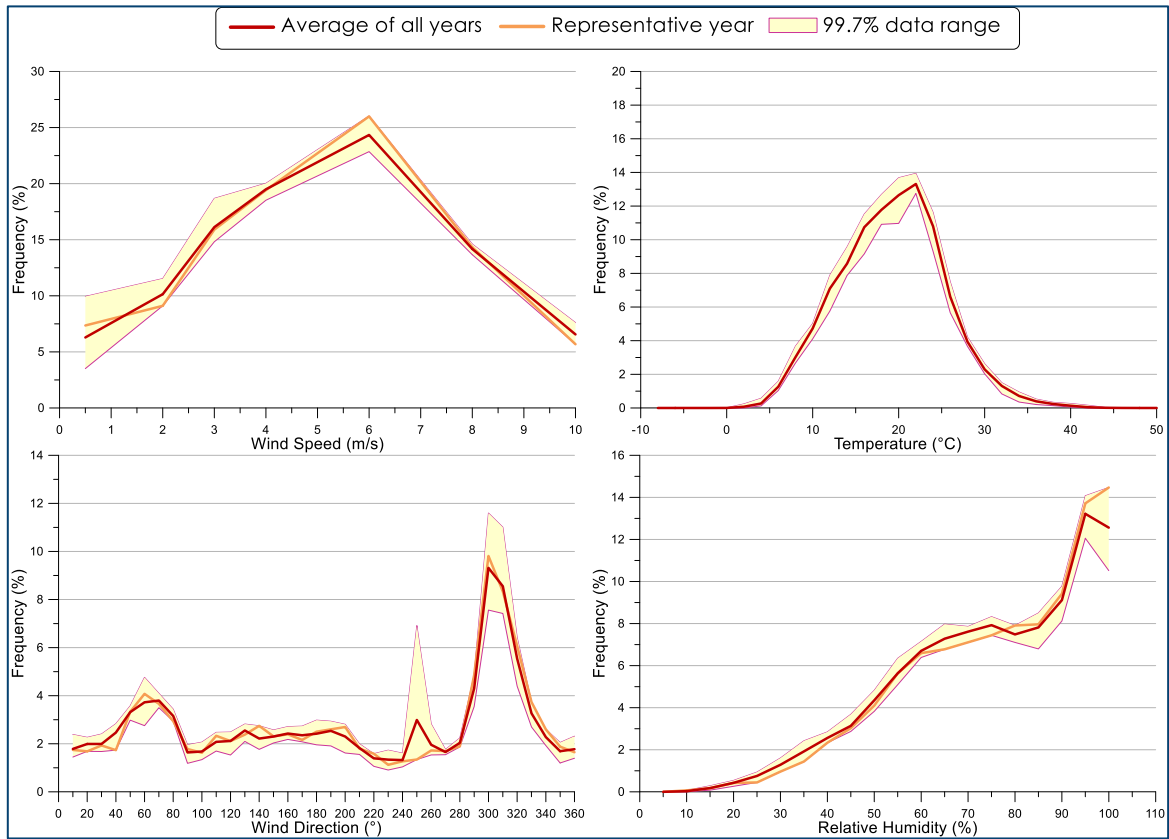 Average of all years Representative year 99.7% data range
30
25
20
15
10
5
0
Frequency (%)
0 1 2 3 4 5 6 7 8 9 10
Wind Speed (m/s)
20
18
16
14
12
10
8
6
4
2
0
Frequency (%)
-10 0 10 20 30 40 50
Temperature (°C)
14
12
10
8
6
4
2
0
Frequency (%)
0 20 40 60 80 100 120 140 160 180 200 220 240 260 280 300 320 340 360
Wind Direction (°)
16
14
12
10
8
6
4
2
0
Frequency (%)
0 10 20 30 40 50 60 70 80 90 100 110
Relative Humidity (%)